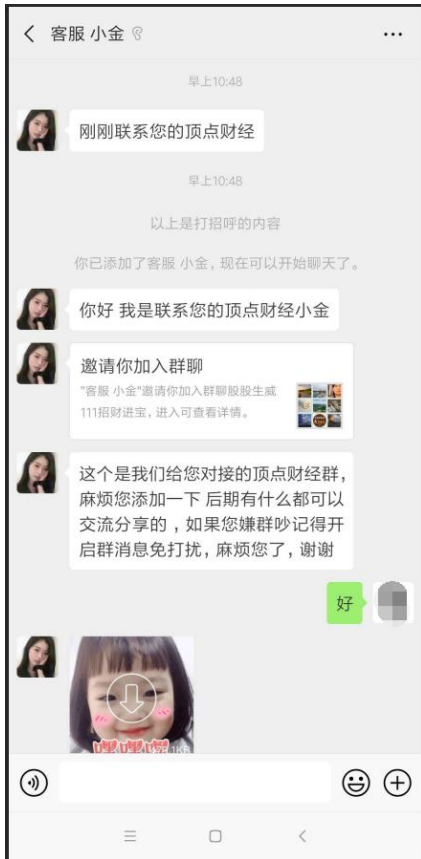 客服 小金
早上10:48
刚刚联系您的顶点财经
早上10:48
以上是打招呼的内容
你已添加了客服 小金，现在可以开始聊天了。
你好 我是联系您的顶点财经小金
邀请你加入群聊
"客服 小金"邀请你加入群聊股股生威
111招财进宝，进入可查看详情。
这个是我们给您对接的顶点财经群，
麻烦您添加一下 后期有什么都可以
交流分享的 ，如果您嫌群吵记得开
启群消息免打扰，麻烦您了，谢谢
好
嘿嘿嘿